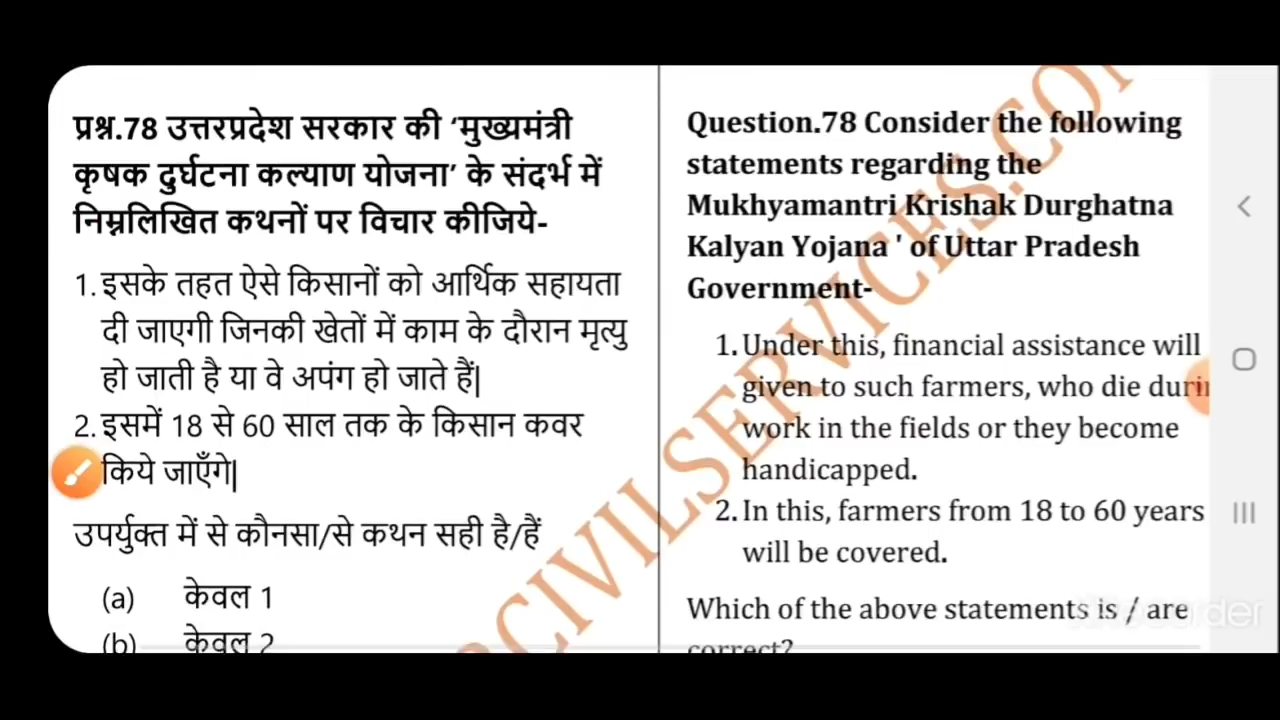 प्रश्न.78 उत्तरप्रदेश सरकार की ‘मुख्यमंत्री
कृषक दुर्घटना कल्याण योजना’ के संदर्भ में
निम्नलिखित कथनों पर विचार कीजिये-
1. इसके तहत ऐसे किसानों को आर्थिक सहायता
दी जाएगी जिनकी खेतों में काम के दौरान मृत्यु
हो जाती है या वे अपंग हो जाते हैं|
2. इसमें 18 से 60 साल तक के किसान कवर
किये जाएँगे|
उपर्युक्त में से कौनसा/से कथन सही है/हैं
(a) केवल 1
(b) केवल 2
Question.78 Consider the following
statements regarding the
Mukhyamantri Krishak Durghatna
Kalyan Yojana ' of Uttar Pradesh
Government-
1. Under this, financial assistance will
given to such farmers, who die duri
work in the fields or they become
handicapped.
2. In this, farmers from 18 to 60 years
will be covered.
Which of the above statements is / are
correct?